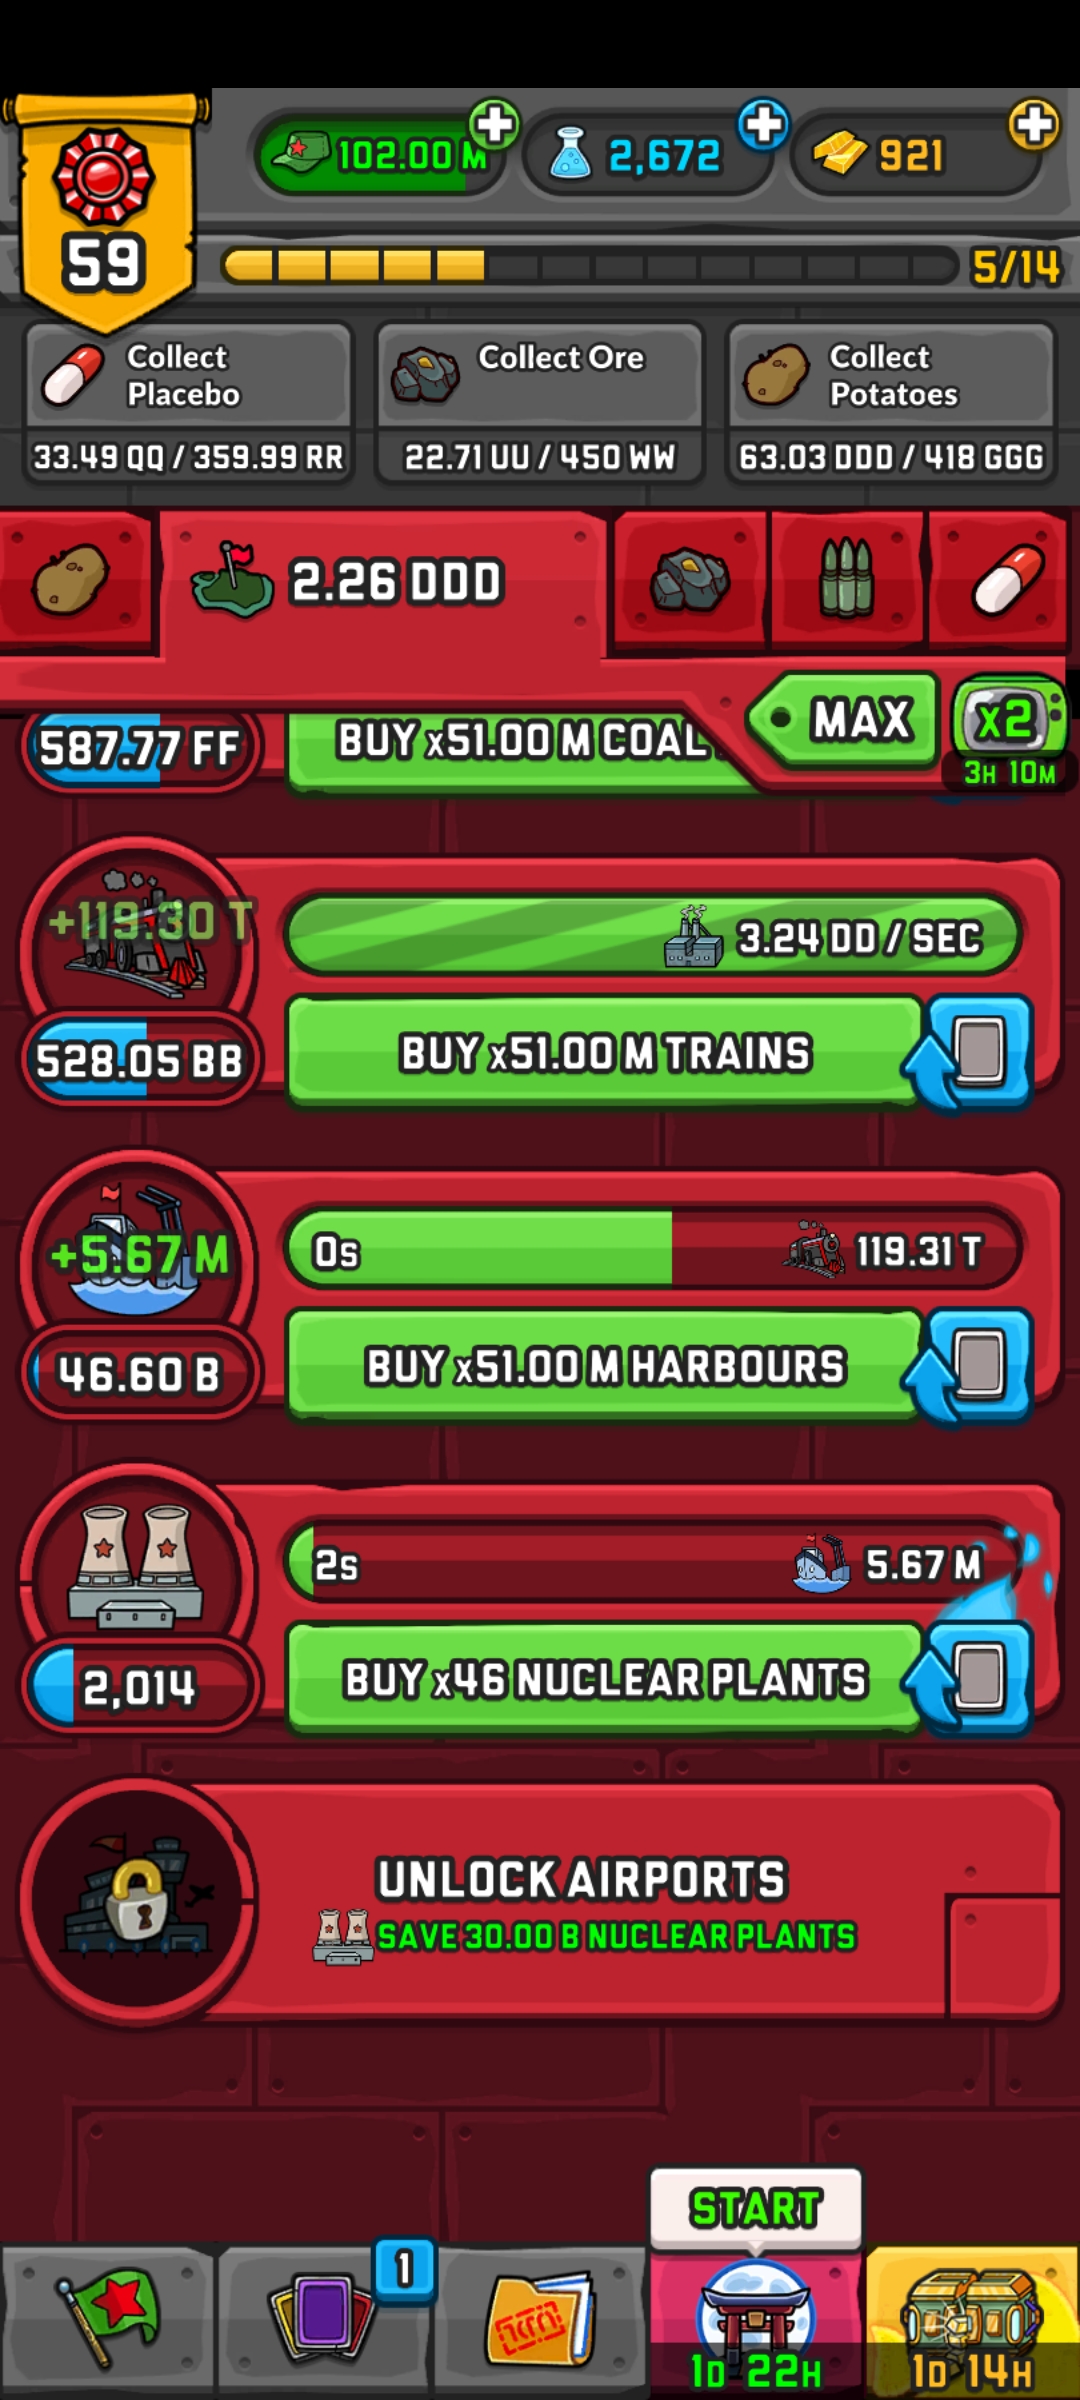 102.00 M
2,672
921
59
5/14
Collect
Placebo
33.49 QQ / 359.99 RR
Collect Ore
22.71 UU / 450 WW
Collect
Potatoes
63.03 DDD / 418 GGG
2.26 DDD
MAX
x2
3H 10M
587.77 FF
BUY x51.00 M COAL
+119.30 T
3.24 DD / SEC
528.05 BB
BUY x51.00 M TRAINS
+5.67 M
0s
119.31 T
46.60 B
BUY x51.00 M HARBOURS
2s
5.67 M
2,014
BUY x46 NUCLEAR PLANTS
UNLOCK AIRPORTS
SAVE 30.00 B NUCLEAR PLANTS
START
1
1D 22H
1D 14H